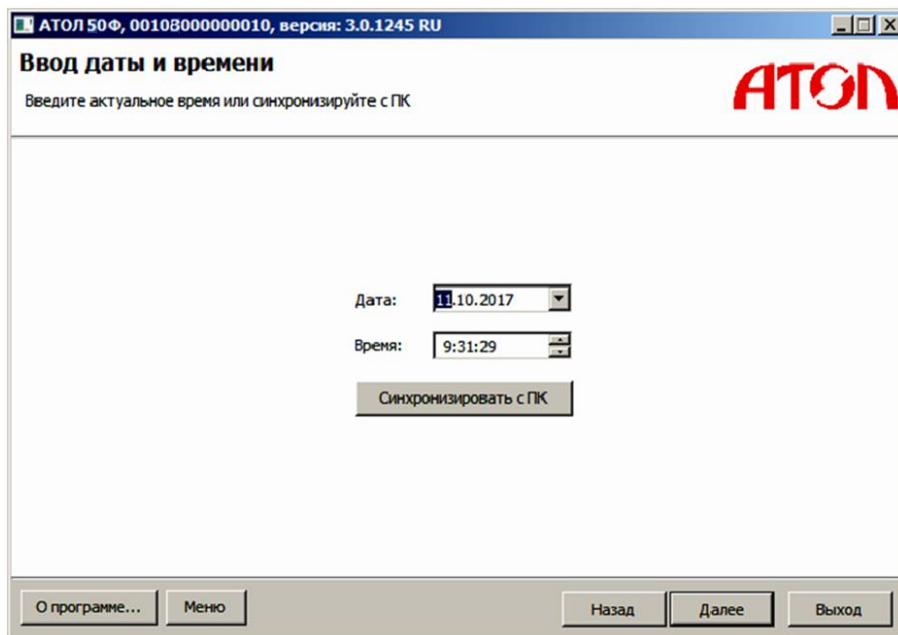 АТОЛ 50Ф, 00108000000010, версия: 3.0.1245 RU
Ввод даты и времени
Введите актуальное время или синхронизируйте с ПК
АТОЛ
Дата: 11.10.2017
Время: 9:31:29
Синхронизировать с ПК
О программе... Меню Назад Далее Выход